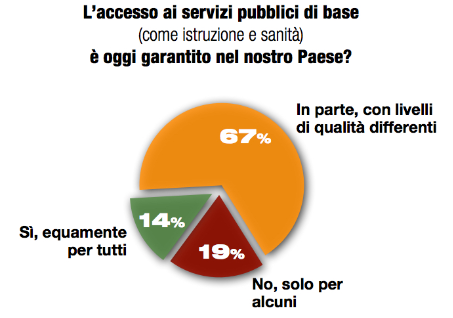 L'accesso ai servizi pubblici di base
(come istruzione e sanità)
è oggi garantito nel nostro Paese?
67%
In parte, con livelli
di qualità differenti
14%
Sì, equamente
per tutti
19%
No, solo per
alcuni